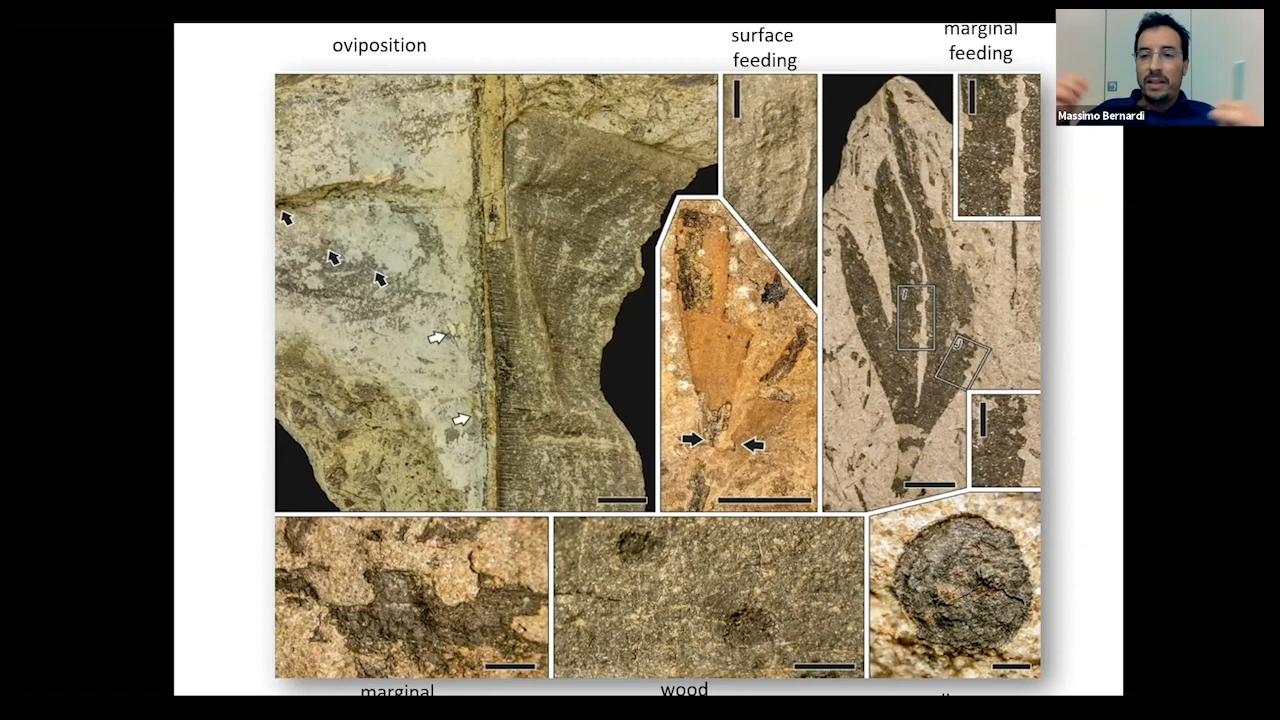 oviposition
surface
feeding
marginal
feeding
Massimo Bernardi
marginal
wood